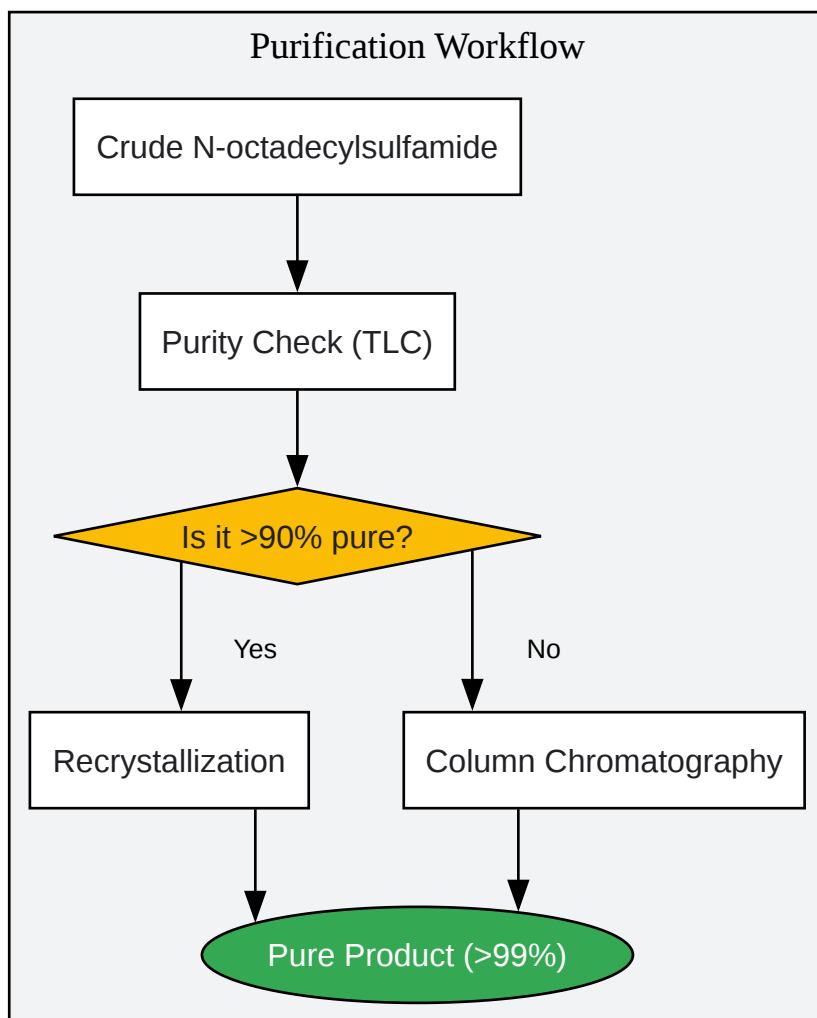 Purification Workflow
Crude N-octadecylsulfamide
Purity Check (TLC)
Is it >90% pure?
Yes
No
Recrystallization
Column Chromatography
Pure Product (>99%)